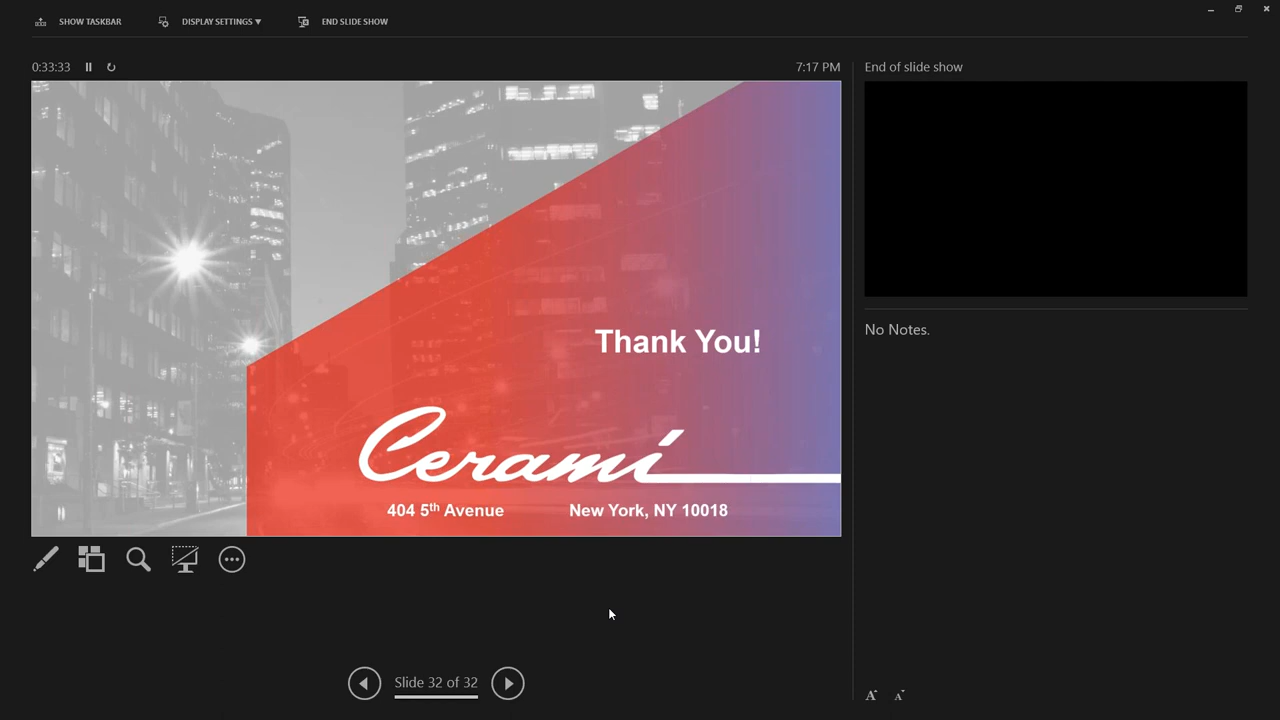 SHOW TASKBAR
DISPLAY SETTINGS ▾
END SLIDE SHOW
0:33:33
7:17 PM
End of slide show
Thank You!
Cerami
404 5th Avenue
New York, NY 10018
No Notes.
Slide 32 of 32
A A